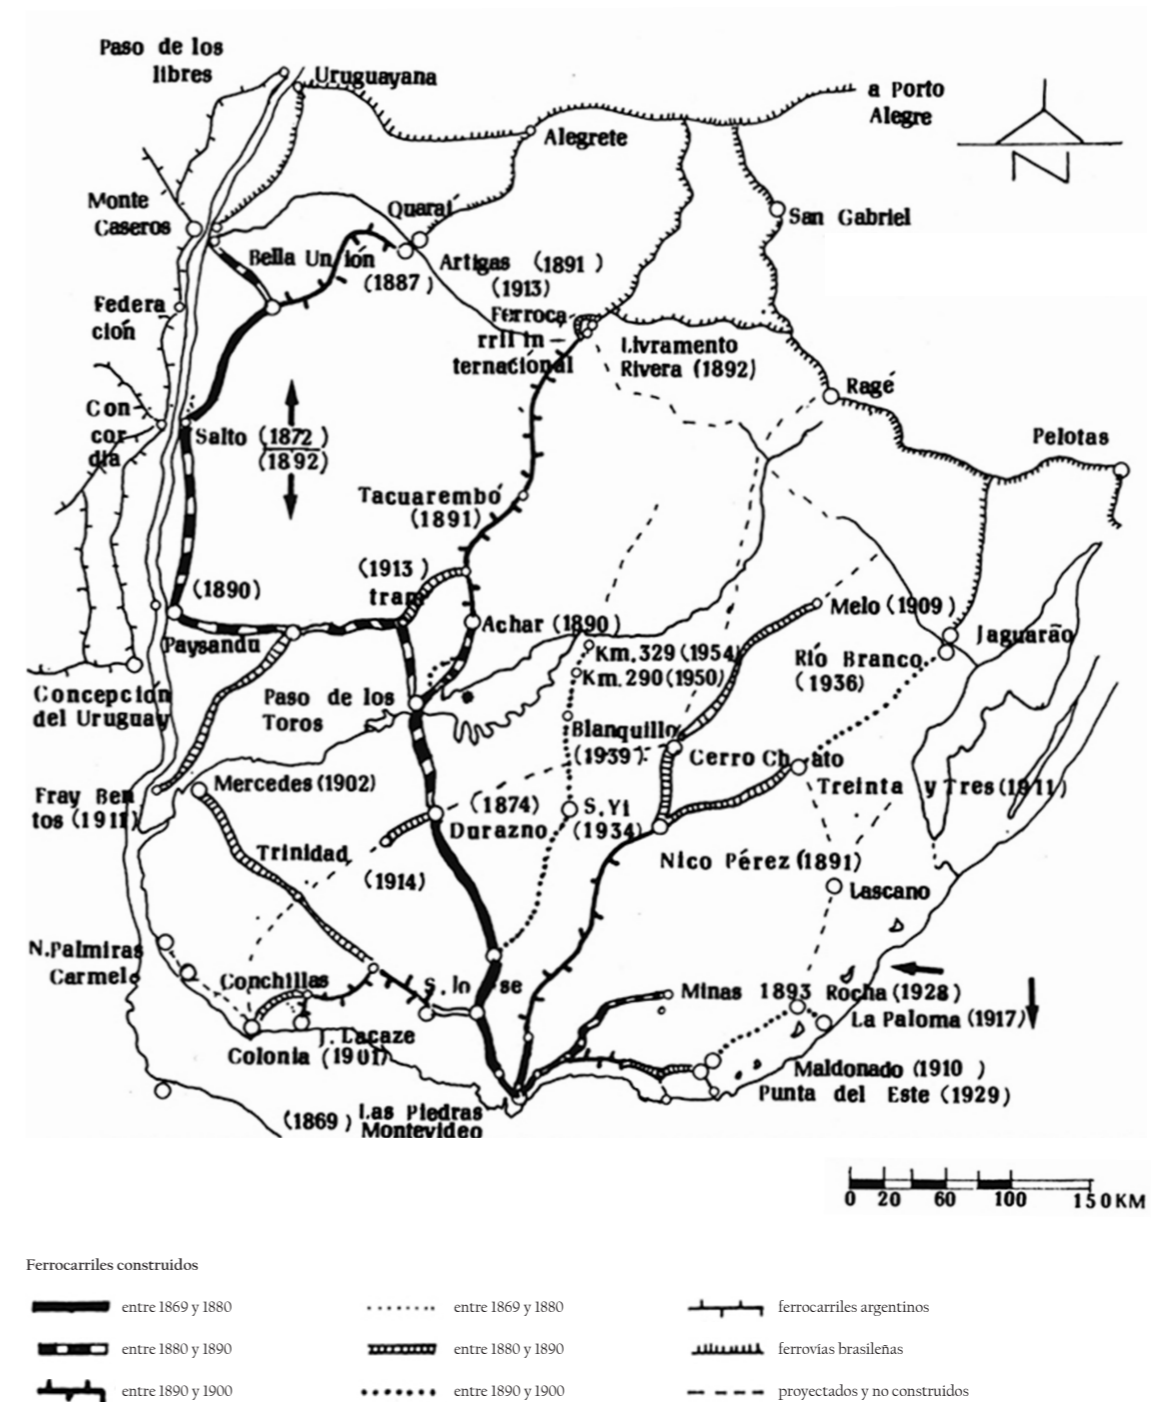 Paso de los
libres
Uruguayana
a Porto
Alegre
Alegrete
N
Monte
Caseros
Quaraí
San Gabriel
Bella Unión
(1887)
Artigas (1891)
(1913)
Federa
ción
Ferroca
rril in–
ternacional
Livramento
Rivera (1892)
Ragé
Con-
cor
dia
Salto (1872)
(1892)
Pelotas
Tacuarembó
(1891)
(1913)
tram
(1890)
Paysandu
Achar (1890)
Melo (1909)
Jaguarão
Km.329 (1954)
Km.290 (1950)
Río Branco
(1936)
Concepción
del Uruguay
Paso de los
Toros
Blanquillo
(1939)
Cerro Chato
Mercedes (1902)
Treinta y Tres (1911)
Fray Ben
tos (1911)
(1874)
Durazno
S.Yi
(1934)
Trinidad
(1914)
Nico Pérez (1891)
Lascano
N.Palmiras
Carmelo
Conchillas
S. Jo se
Minas 1893
Rocha (1928)
La Paloma (1917)
J. Lacaze
Colonia (1901)
Maldonado (1910)
Punta del Este (1929)
(1869) Las Piedras
Montevideo
0 20 60 100 150 KM
Ferrocarriles construidos
entre 1869 y 1880
entre 1869 y 1880
ferrocarriles argentinos
entre 1880 y 1890
entre 1880 y 1890
ferrovías brasileñas
entre 1890 y 1900
entre 1890 y 1900
proyectados y no construidos